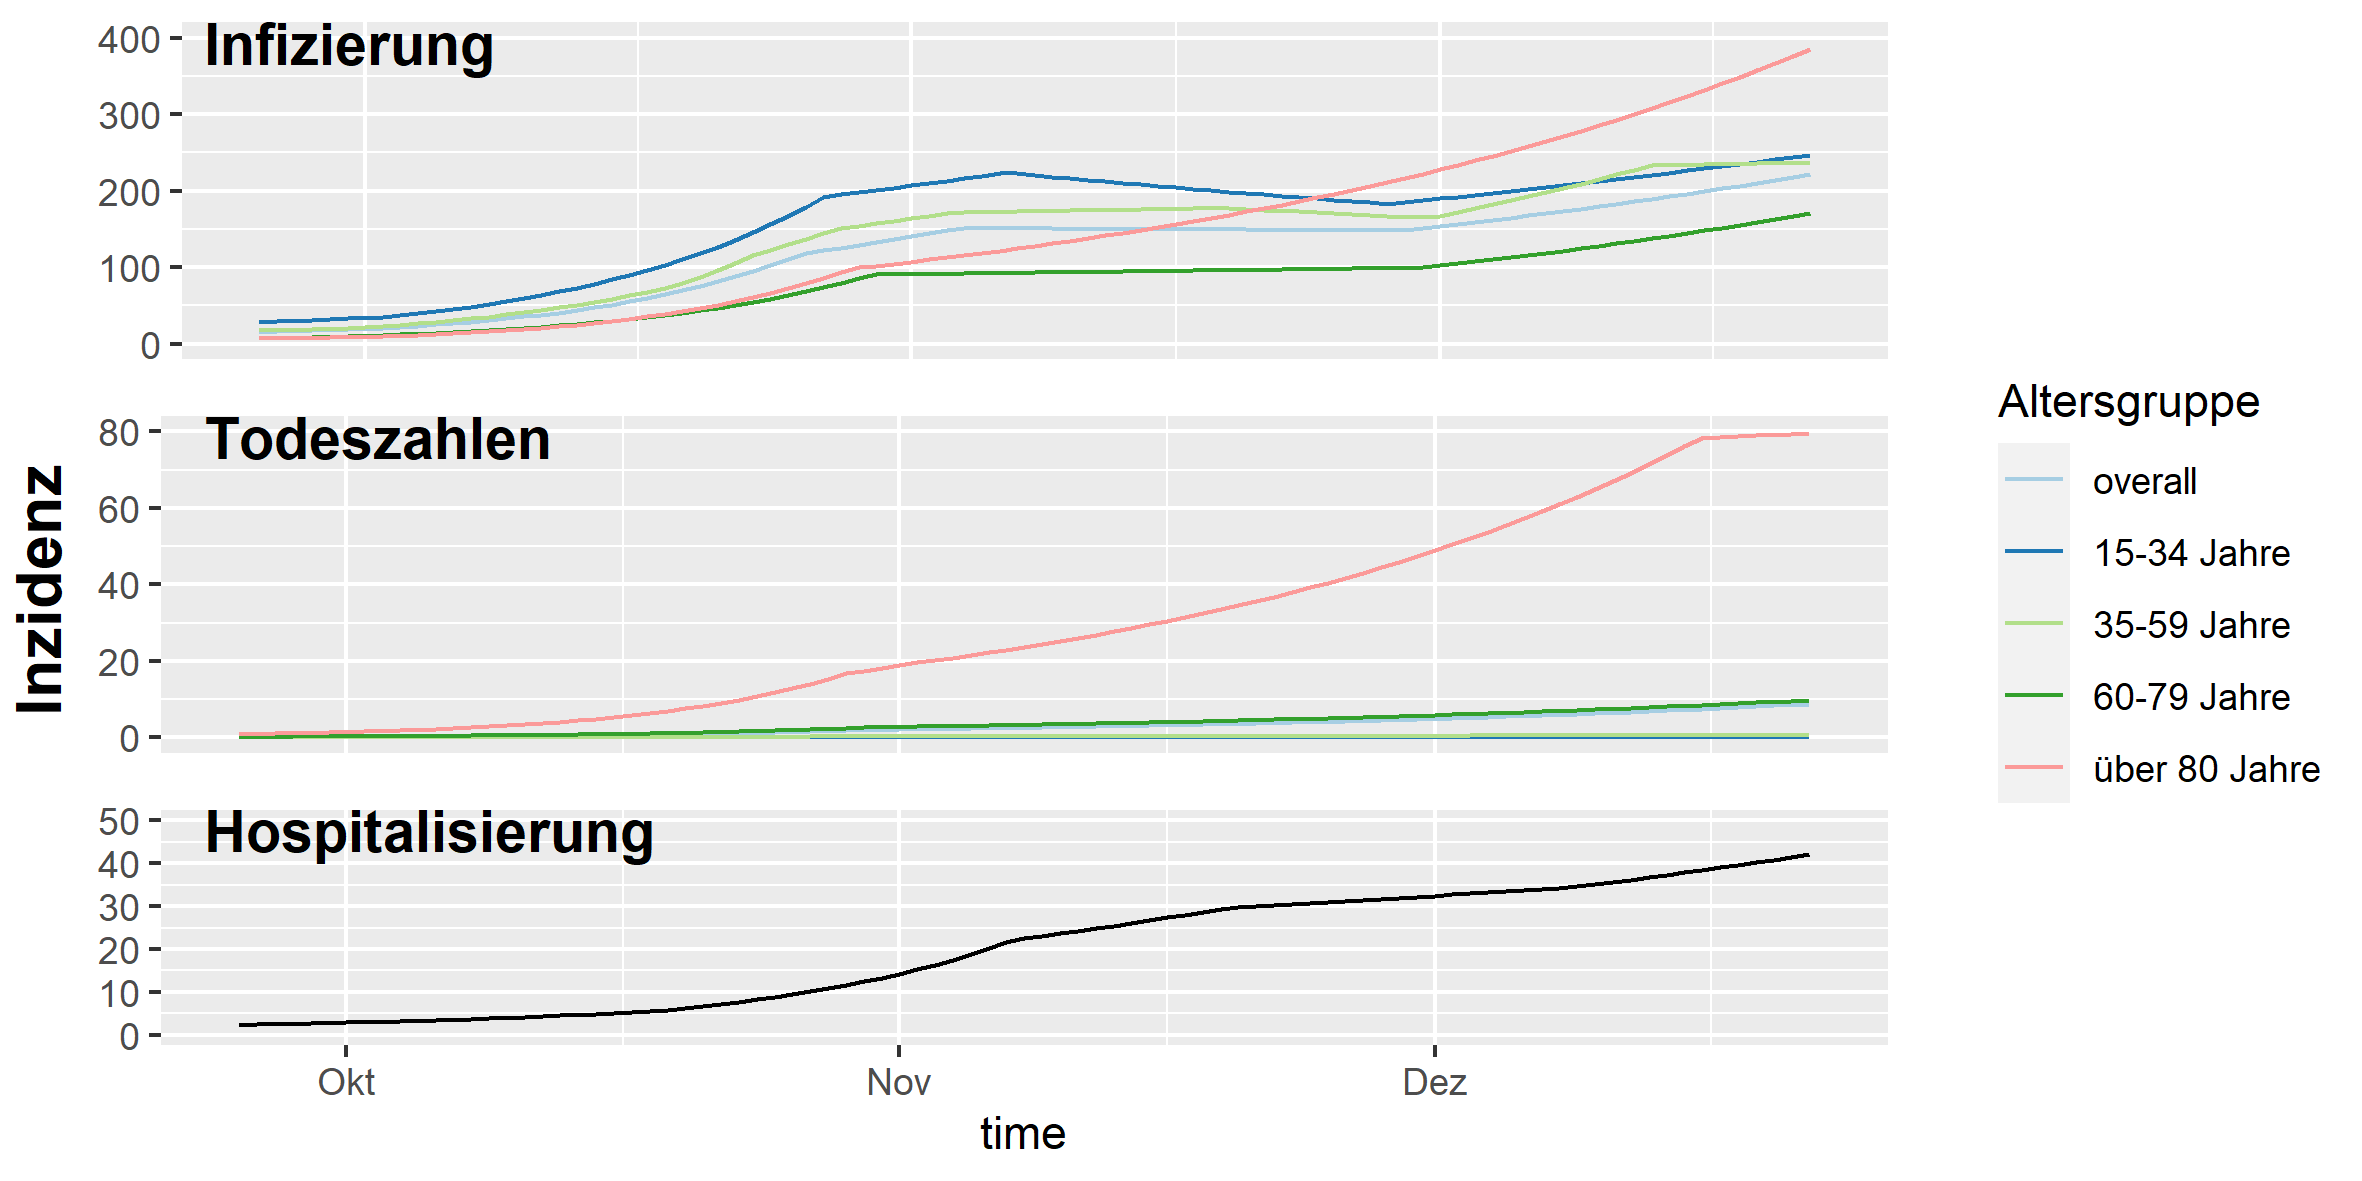 Infizierung
400
300
200
100
0
Inzidenz
Todeszahlen
80
60
40
20
0
Hospitalisierung
50
40
30
20
10
0
Okt Nov Dez
time
Altersgruppe
overall
15-34 Jahre
35-59 Jahre
60-79 Jahre
über 80 Jahre